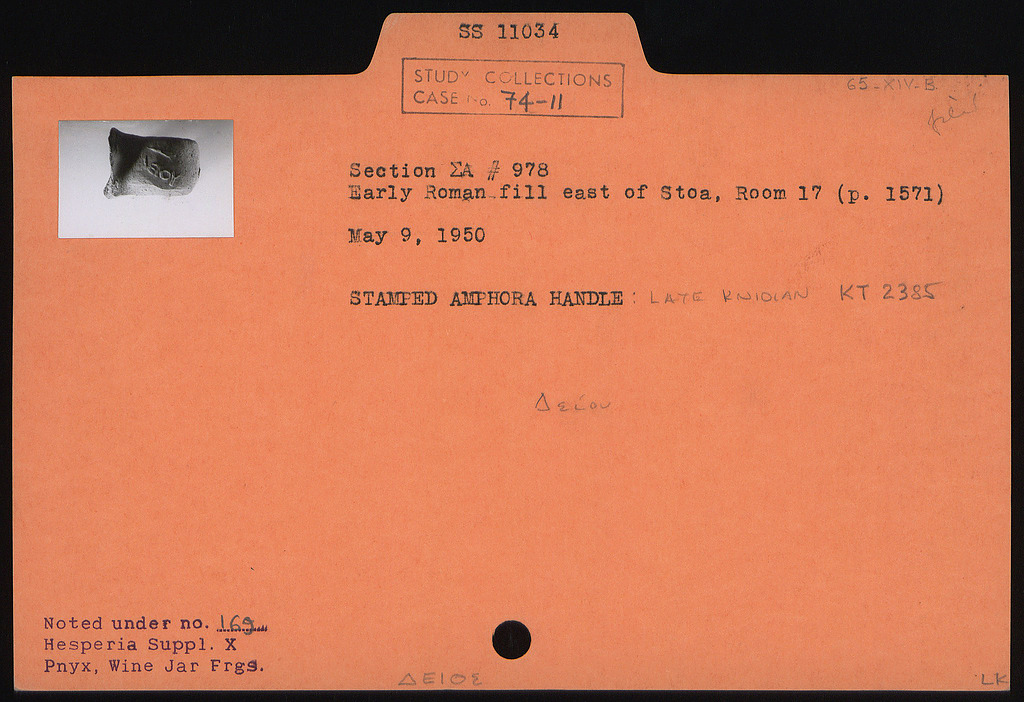 SS 11034
STUDY COLLECTIONS
CASE No. 74-11
65-XIV-B.
Section ΣΑ # 978
Early Roman fill east of Stoa, Room 17 (p. 1571)
May 9, 1950
STAMPED AMPHORA HANDLE: LATE KNIDIAN KT 2385
Δείου
Noted under no. 169
Hesperia Suppl. X
Pnyx, Wine Jar Frgs.
ΔΕΙΟΣ
LK